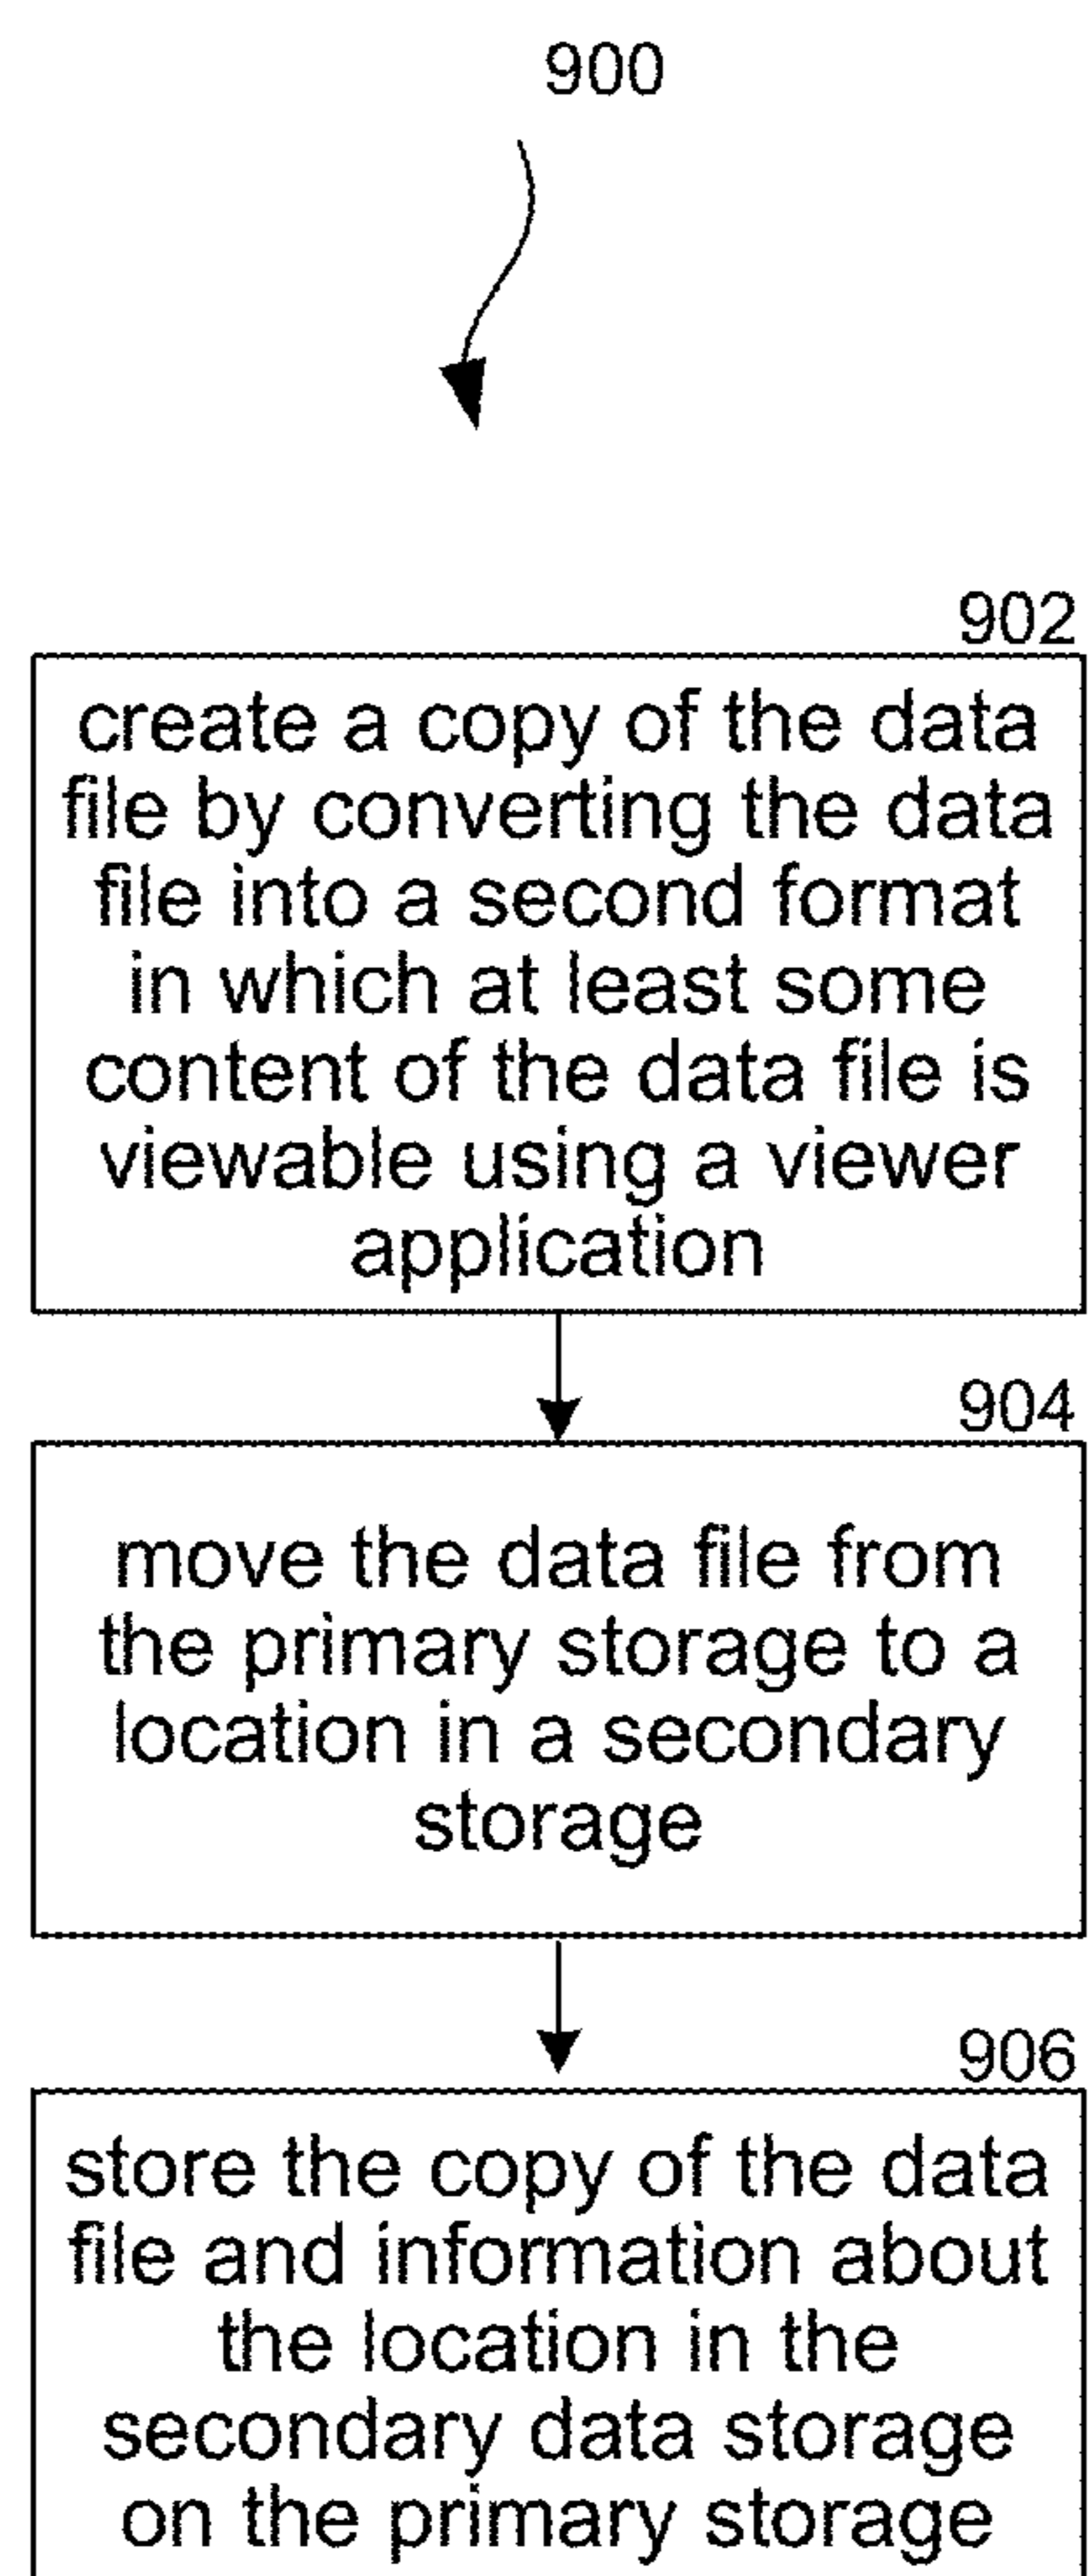 900
902
create a copy of the data
file by converting the data
file into a second format
in which at least some
content of the data file is
viewable using a viewer
application
904
move the data file from
the primary storage to a
location in a secondary
storage
906
store the copy of the data
file and information about
the location in the
secondary data storage
on the primary storage